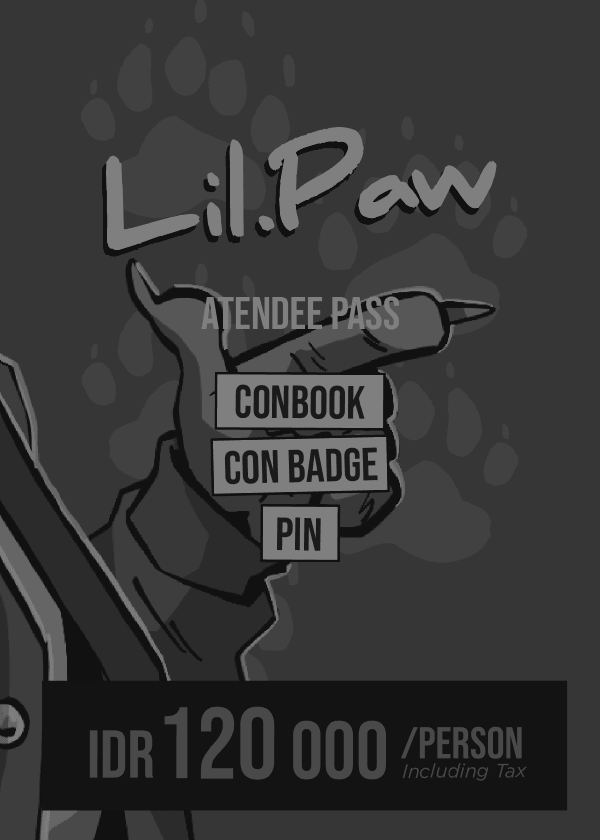 Lil.Paw
ATENDEE PASS
CONBOOK
CON BADGE
PIN
IDR 120 000 /PERSON
Including Tax